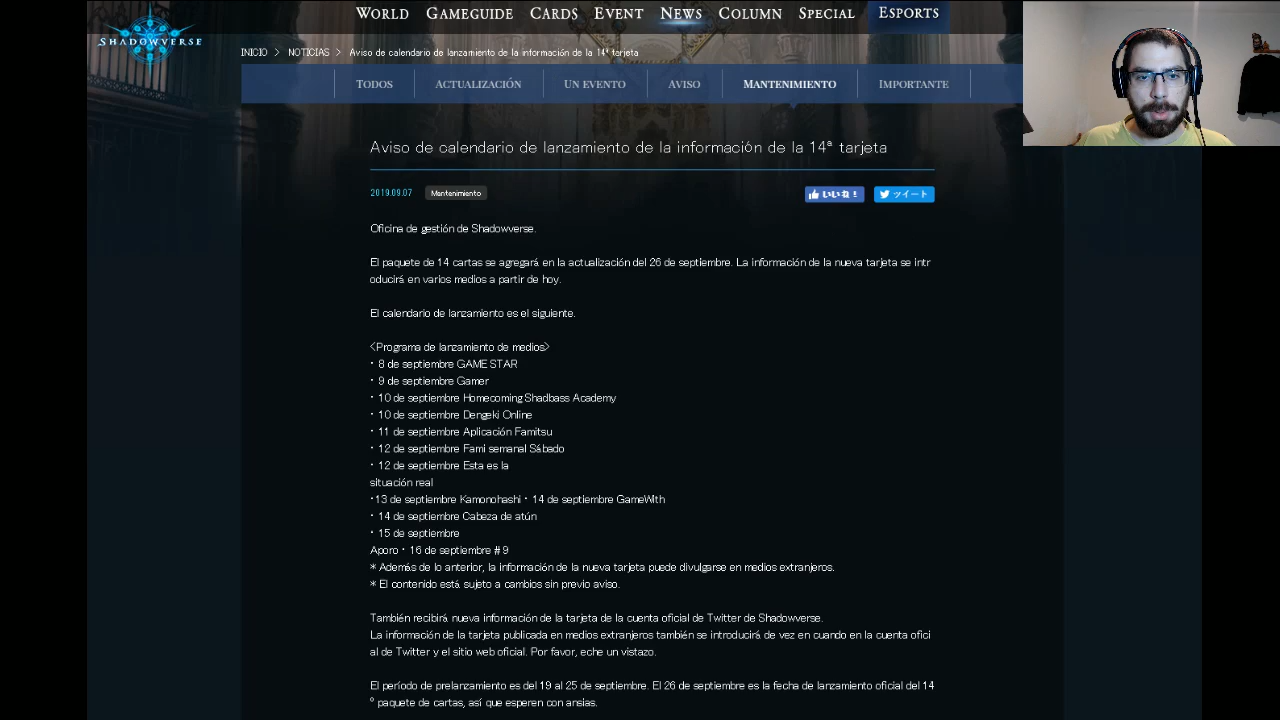 WORLD GAMEGUIDE CARDS EVENT NEWS COLUMN SPECIAL ESPORTS
SHADOWVERSE
INICIO > NOTICIAS > Aviso de calendario de lanzamiento de la información de la 14ª tarjeta
TODOS ACTUALIZACIÓN UN EVENTO AVISO MANTENIMIENTO IMPORTANTE
Aviso de calendario de lanzamiento de la información de la 14ª tarjeta
2019.09.07 Mantenimiento いいね！ ツイート
Oficina de gestión de Shadowverse.
El paquete de 14 cartas se agregará en la actualización del 26 de septiembre. La información de la nueva tarjeta se intr
oducirá en varios medios a partir de hoy.
El calendario de lanzamiento es el siguiente.
<Programa de lanzamiento de medios>
・ 8 de septiembre GAME STAR
・ 9 de septiembre Gamer
・ 10 de septiembre Homecoming Shadbass Academy
・ 10 de septiembre Dengeki Online
・ 11 de septiembre Aplicación Famitsu
・ 12 de septiembre Fami semanal Sábado
・ 12 de septiembre Esta es la
situación real
・13 de septiembre Kamonohashi・ 14 de septiembre GameWith
・ 14 de septiembre Cabeza de atún
・ 15 de septiembre
Aporo・ 16 de septiembre # 9
* Además de lo anterior, la información de la nueva tarjeta puede divulgarse en medios extranjeros.
* El contenido está sujeto a cambios sin previo aviso.
También recibirá nueva información de la tarjeta de la cuenta oficial de Twitter de Shadowverse.
La información de la tarjeta publicada en medios extranjeros también se introducirá de vez en cuando en la cuenta ofici
al de Twitter y el sitio web oficial. Por favor, eche un vistazo.
El período de prelanzamiento es del 19 al 25 de septiembre. El 26 de septiembre es la fecha de lanzamiento oficial del 14
º paquete de cartas, así que esperen con ansias.